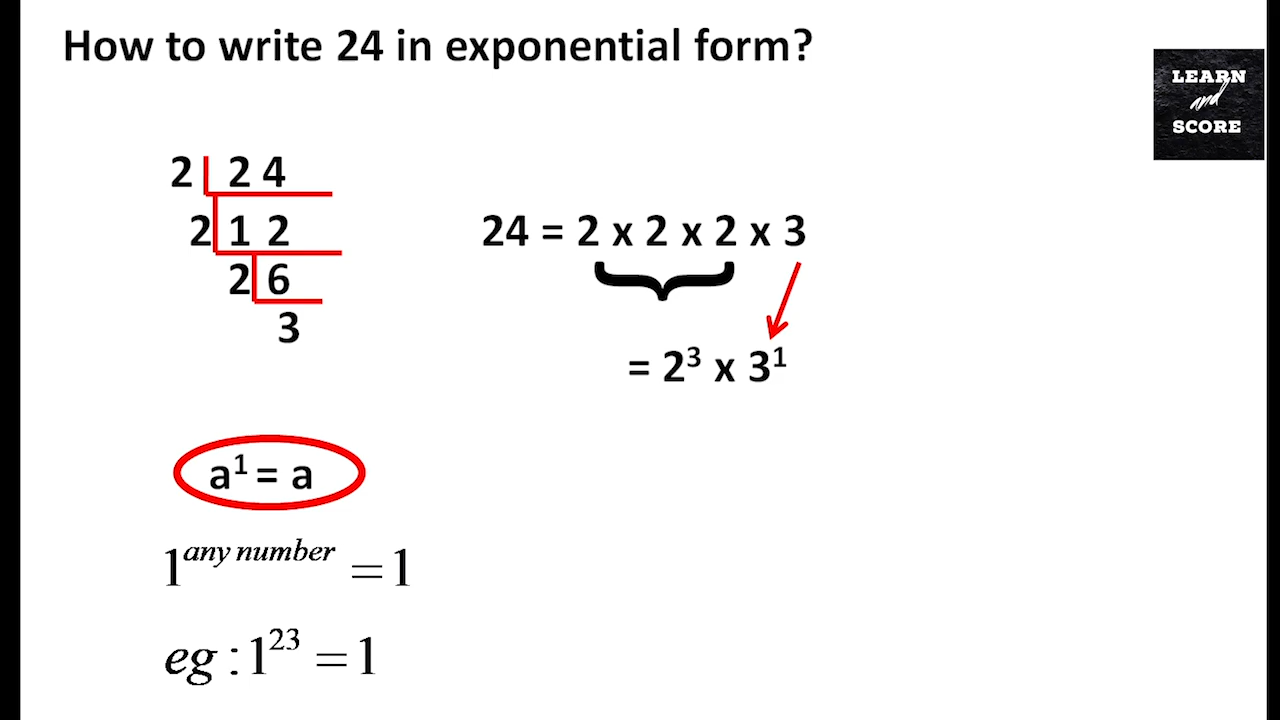 How to write 24 in exponential form?
LEARN
and
SCORE
2 24
2 12
2 6
3
24 = 2 x 2 x 2 x 3
= 2³ x 3¹
a¹ = a
1^any number = 1
eg : 1²³ = 1